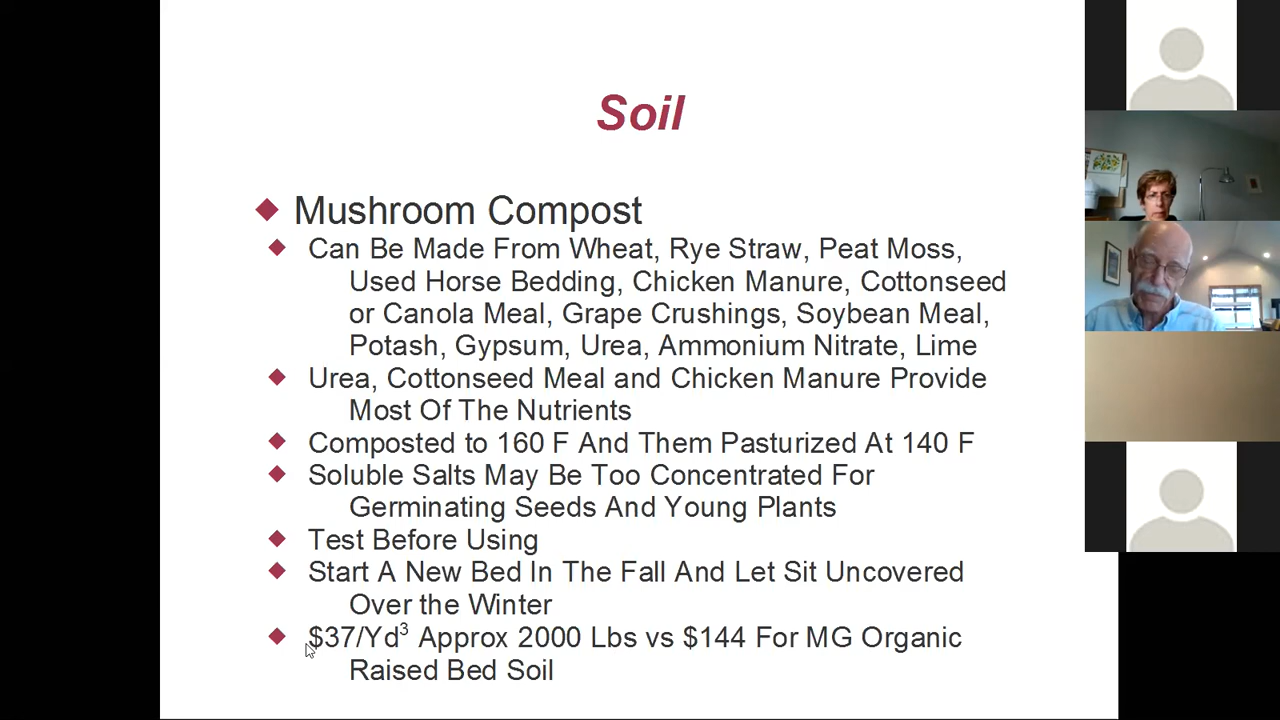 Soil
Mushroom Compost
Can Be Made From Wheat, Rye Straw, Peat Moss,
Used Horse Bedding, Chicken Manure, Cottonseed
or Canola Meal, Grape Crushings, Soybean Meal,
Potash, Gypsum, Urea, Ammonium Nitrate, Lime
Urea, Cottonseed Meal and Chicken Manure Provide
Most Of The Nutrients
Composted to 160 F And Them Pasturized At 140 F
Soluble Salts May Be Too Concentrated For
Germinating Seeds And Young Plants
Test Before Using
Start A New Bed In The Fall And Let Sit Uncovered
Over the Winter
$37/Yd³ Approx 2000 Lbs vs $144 For MG Organic
Raised Bed Soil